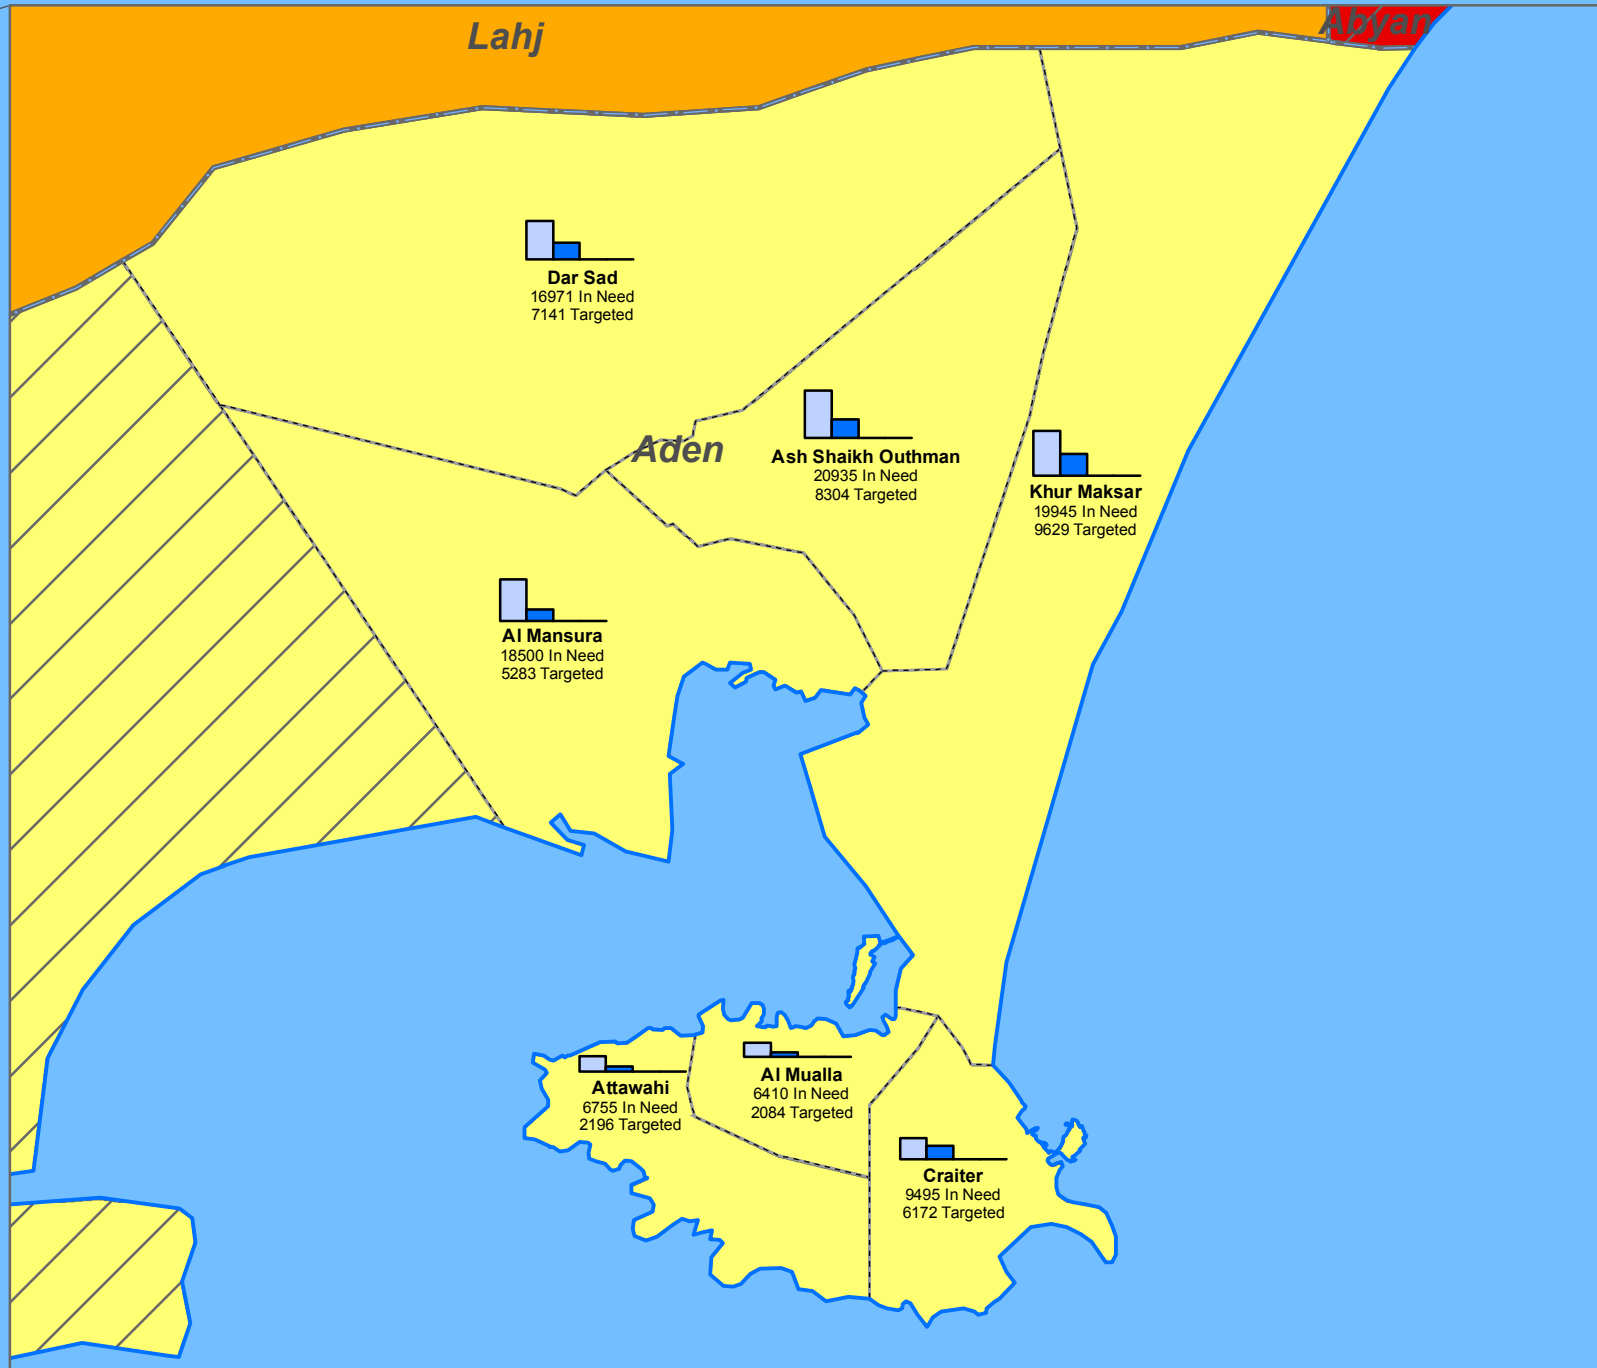 Lahj
Abyan
Dar Sad
16971 In Need
7141 Targeted
Aden
Ash Shaikh Outhman
20935 In Need
8304 Targeted
Khur Maksar
19945 In Need
9629 Targeted
Al Mansura
18500 In Need
5283 Targeted
Attawahi
6755 In Need
2196 Targeted
Al Mualla
6410 In Need
2084 Targeted
Craiter
9495 In Need
6172 Targeted